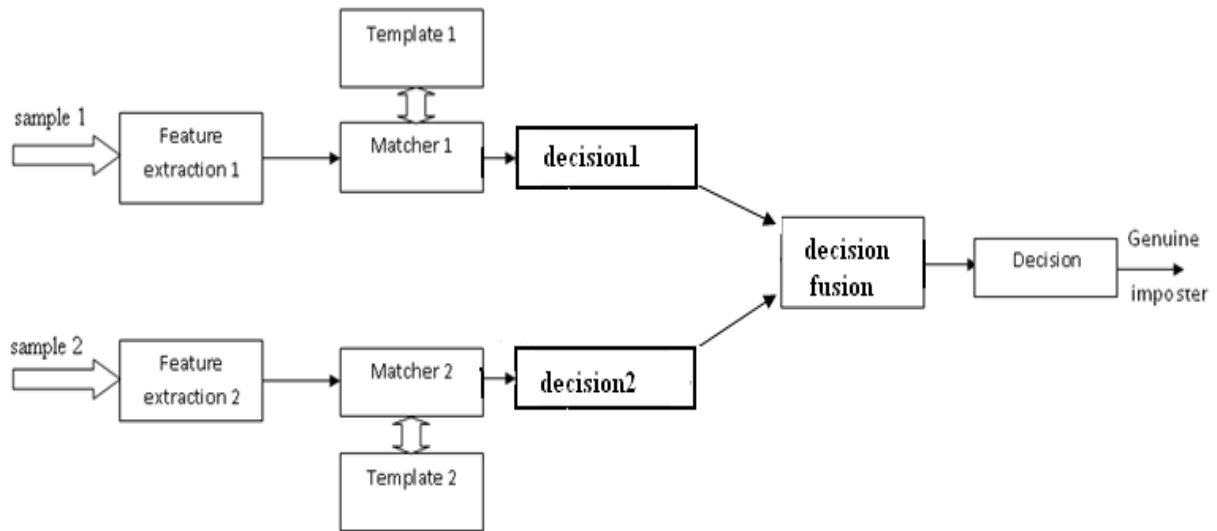 Template 1
sample 1
Feature
extraction 1
Matcher 1
decision1
decision
fusion
Decision
Genuine
imposter
sample 2
Feature
extraction 2
Matcher 2
decision2
Template 2